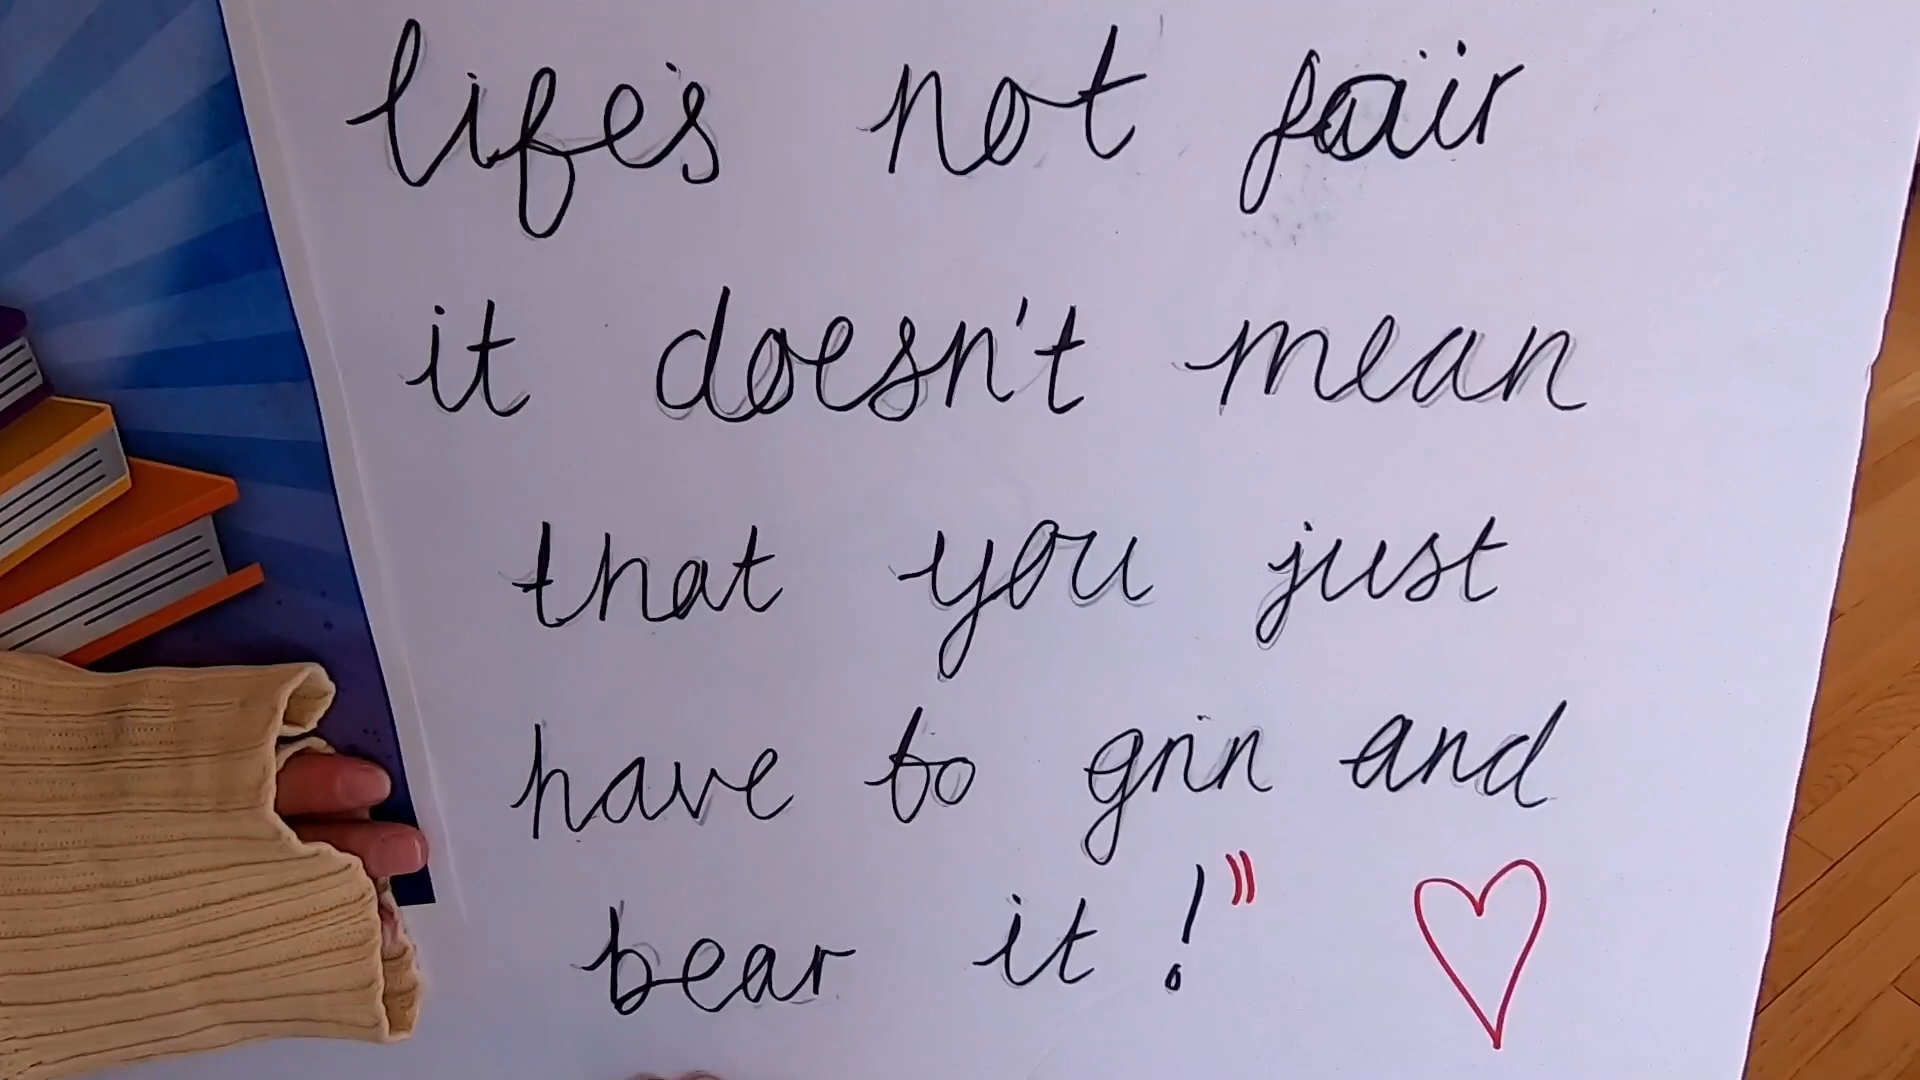 life's not fair
it doesn't mean
that you just
have to grin and
bear it!"